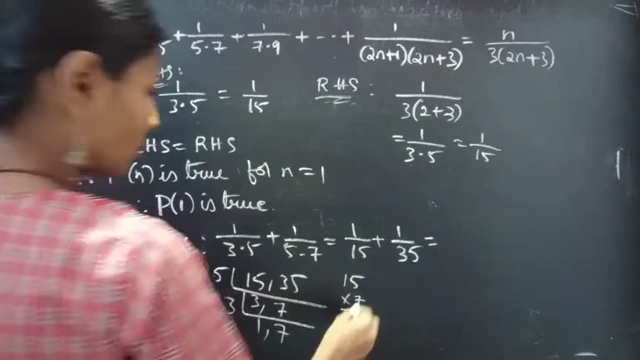 5 + 1/5·7 + 1/7·9 + ··· + 1/(2n+1)(2n+3) = n/3(2n+3)
S:
1/3·5 = 1/15 RHS: 1/3(2+3)
= 1/3·5 = 1/15
HS = RHS
(n) is true for n = 1
∴ P(1) is true.
: 1/3·5 + 1/5·7 = 1/15 + 1/35 =
5 | 15, 35
3 | 3, 7
1, 7
15
×7